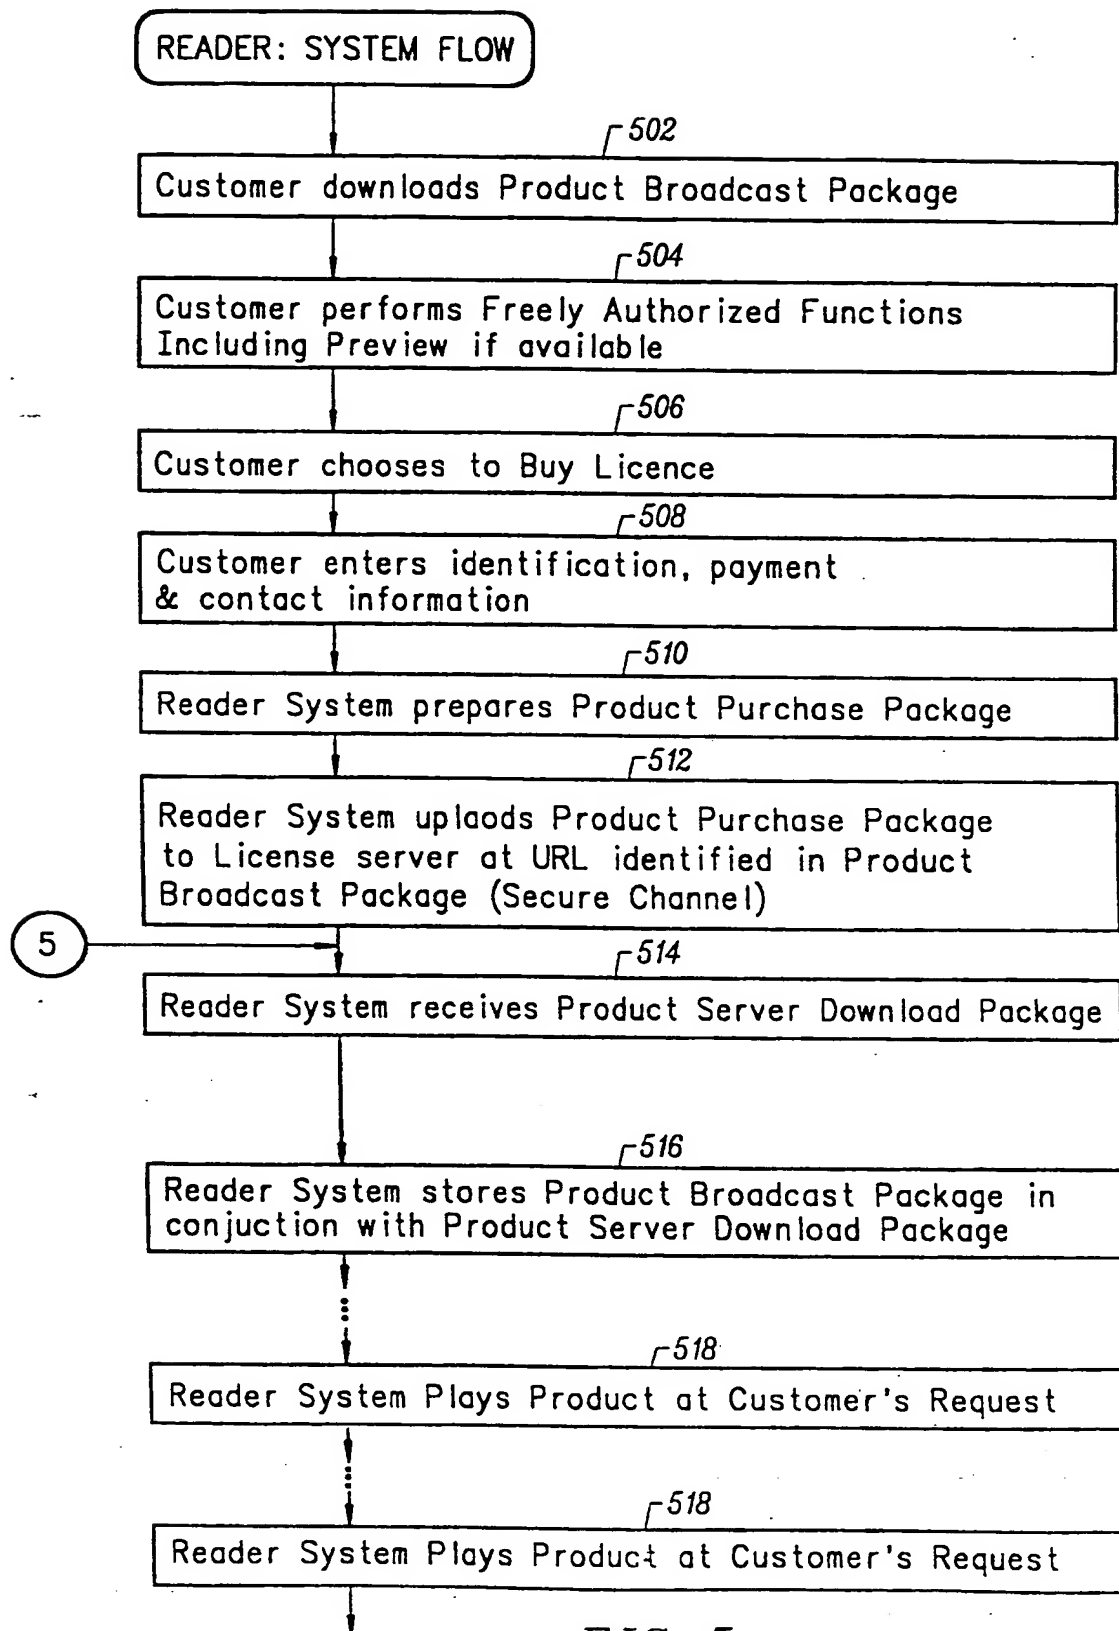 READER: SYSTEM FLOW
502
Customer downloads Product Broadcast Package
504
Customer performs Freely Authorized Functions
Including Preview if available
506
Customer chooses to Buy Licence
508
Customer enters identification, payment
& contact information
510
Reader System prepares Product Purchase Package
512
Reader System uplaods Product Purchase Package
to License server at URL identified in Product
Broadcast Package (Secure Channel)
5
514
Reader System receives Product Server Download Package
516
Reader System stores Product Broadcast Package in
conjuction with Product Server Download Package
518
Reader System Plays Product at Customer's Request
518
Reader System Plays Product at Customer's Request